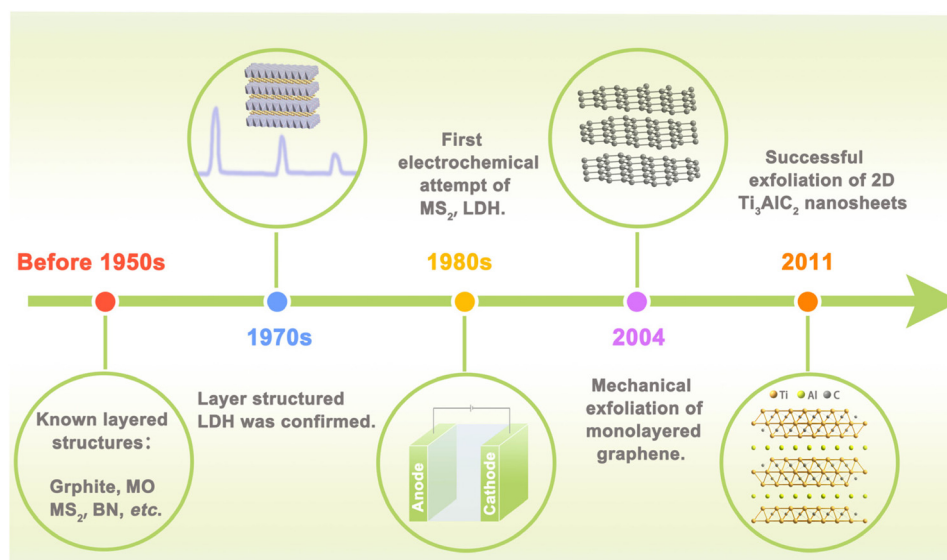 Before 1950s
Known layered
structures:
Grphite, MO
MS₂, BN, etc.
1970s
Layer structured
LDH was confirmed.
First
electrochemical
attempt of
MS₂, LDH.
1980s
Anode
Cathode
2004
Mechanical
exfoliation of
monolayered
graphene.
Successful
exfoliation of 2D
Ti₃AlC₂ nanosheets
2011
Ti Al C